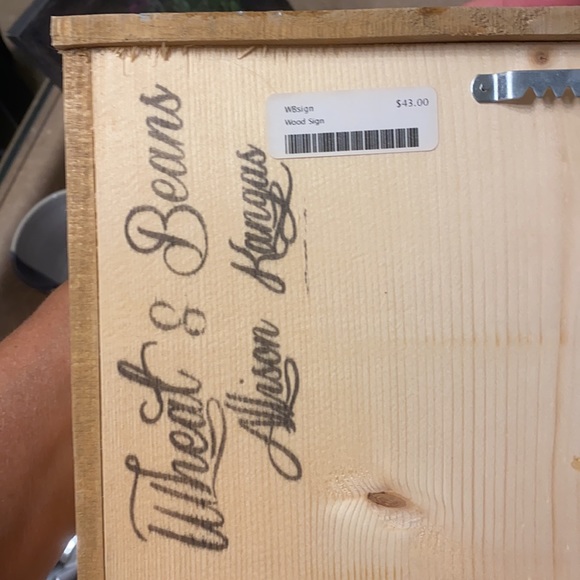 Wheat & Beans
Allison Kangas
WBsign $43.00
Wood Sign